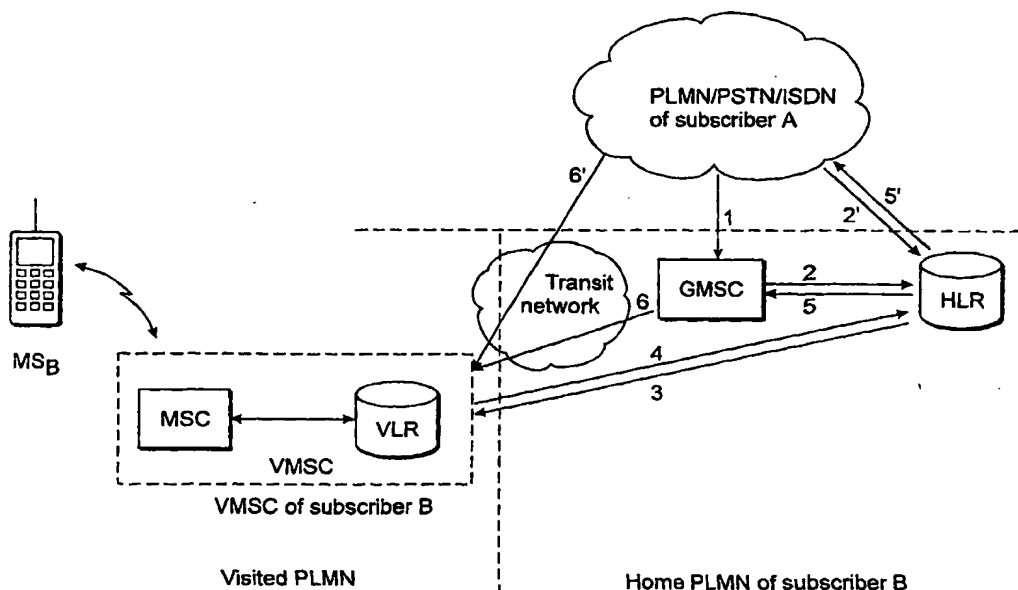 PLMN/PSTN/ISDN
of subscriber A
6'
5'
2'
1
Transit
network
GMSC
2
5
HLR
6
4
3
MSB
MSC
VLR
VMSC
VMSC of subscriber B
Visited PLMN
Home PLMN of subscriber B